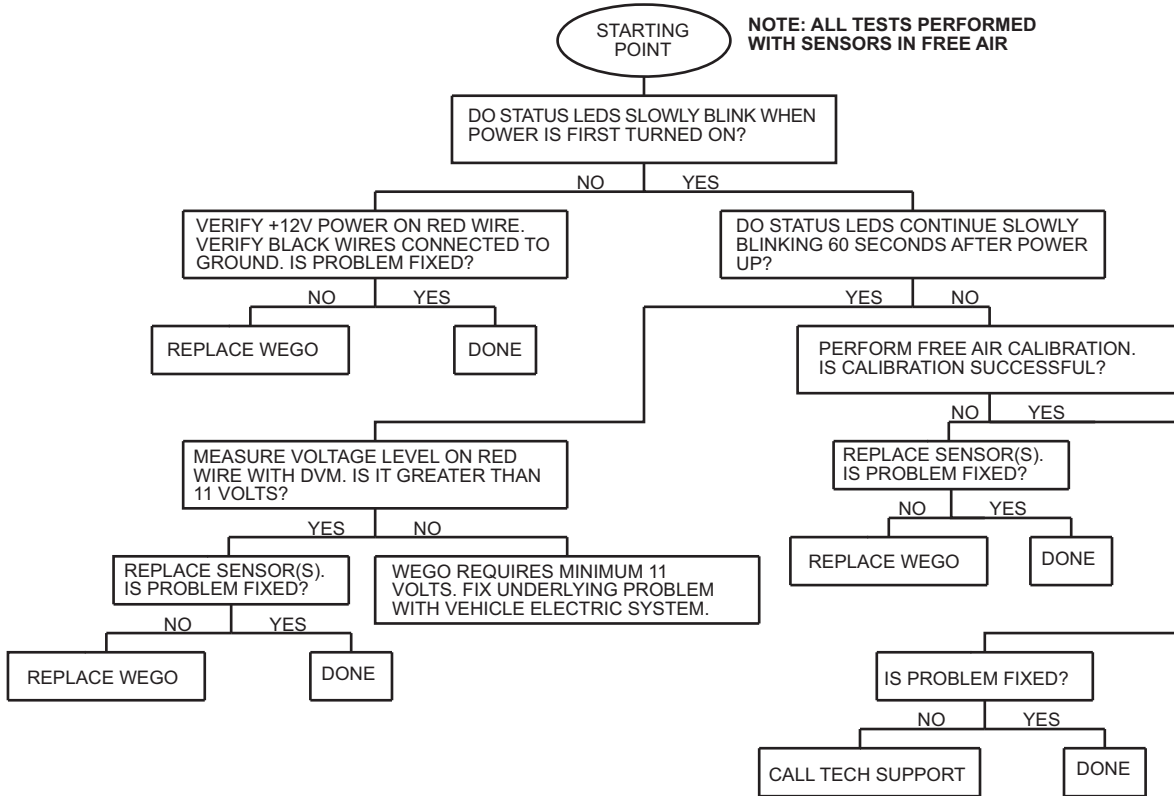 STARTING
POINT
NOTE: ALL TESTS PERFORMED
WITH SENSORS IN FREE AIR
DO STATUS LEDS SLOWLY BLINK WHEN
POWER IS FIRST TURNED ON?
NO YES
VERIFY +12V POWER ON RED WIRE.
VERIFY BLACK WIRES CONNECTED TO
GROUND. IS PROBLEM FIXED?
DO STATUS LEDS CONTINUE SLOWLY
BLINKING 60 SECONDS AFTER POWER
UP?
NO YES
YES NO
REPLACE WEGO
DONE
PERFORM FREE AIR CALIBRATION.
IS CALIBRATION SUCCESSFUL?
NO YES
MEASURE VOLTAGE LEVEL ON RED
WIRE WITH DVM. IS IT GREATER THAN
11 VOLTS?
REPLACE SENSOR(S).
IS PROBLEM FIXED?
NO YES
YES NO
REPLACE WEGO
DONE
REPLACE SENSOR(S).
IS PROBLEM FIXED?
WEGO REQUIRES MINIMUM 11
VOLTS. FIX UNDERLYING PROBLEM
WITH VEHICLE ELECTRIC SYSTEM.
NO YES
REPLACE WEGO
DONE
IS PROBLEM FIXED?
NO YES
CALL TECH SUPPORT
DONE